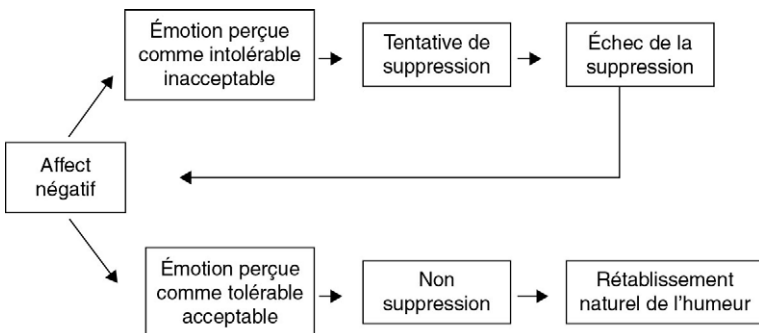 Émotion perçue
comme intolérable
inacceptable
Tentative de
suppression
Échec de la
suppression
Affect
négatif
Émotion perçue
comme tolérable
acceptable
Non
suppression
Rétablissement
naturel de l'humeur